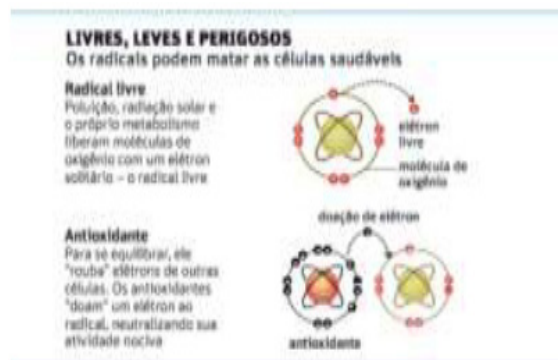 LIVRES, LEVES E PERIGOSOS
Os radicais podem matar as células saudáveis
Radical livre
Poluição, radiação solar e
o próprio metabolismo
liberam moléculas de
oxigênio com um elétron
solitário – o radical livre
elétron
livre
molécula de
oxigênio
Antioxidante
Para se equilibrar, ele
"rouba" elétrons de outras
células. Os antioxidantes
"doam" um elétron ao
radical, neutralizando sua
atividade nociva
doação de elétron
antioxidante